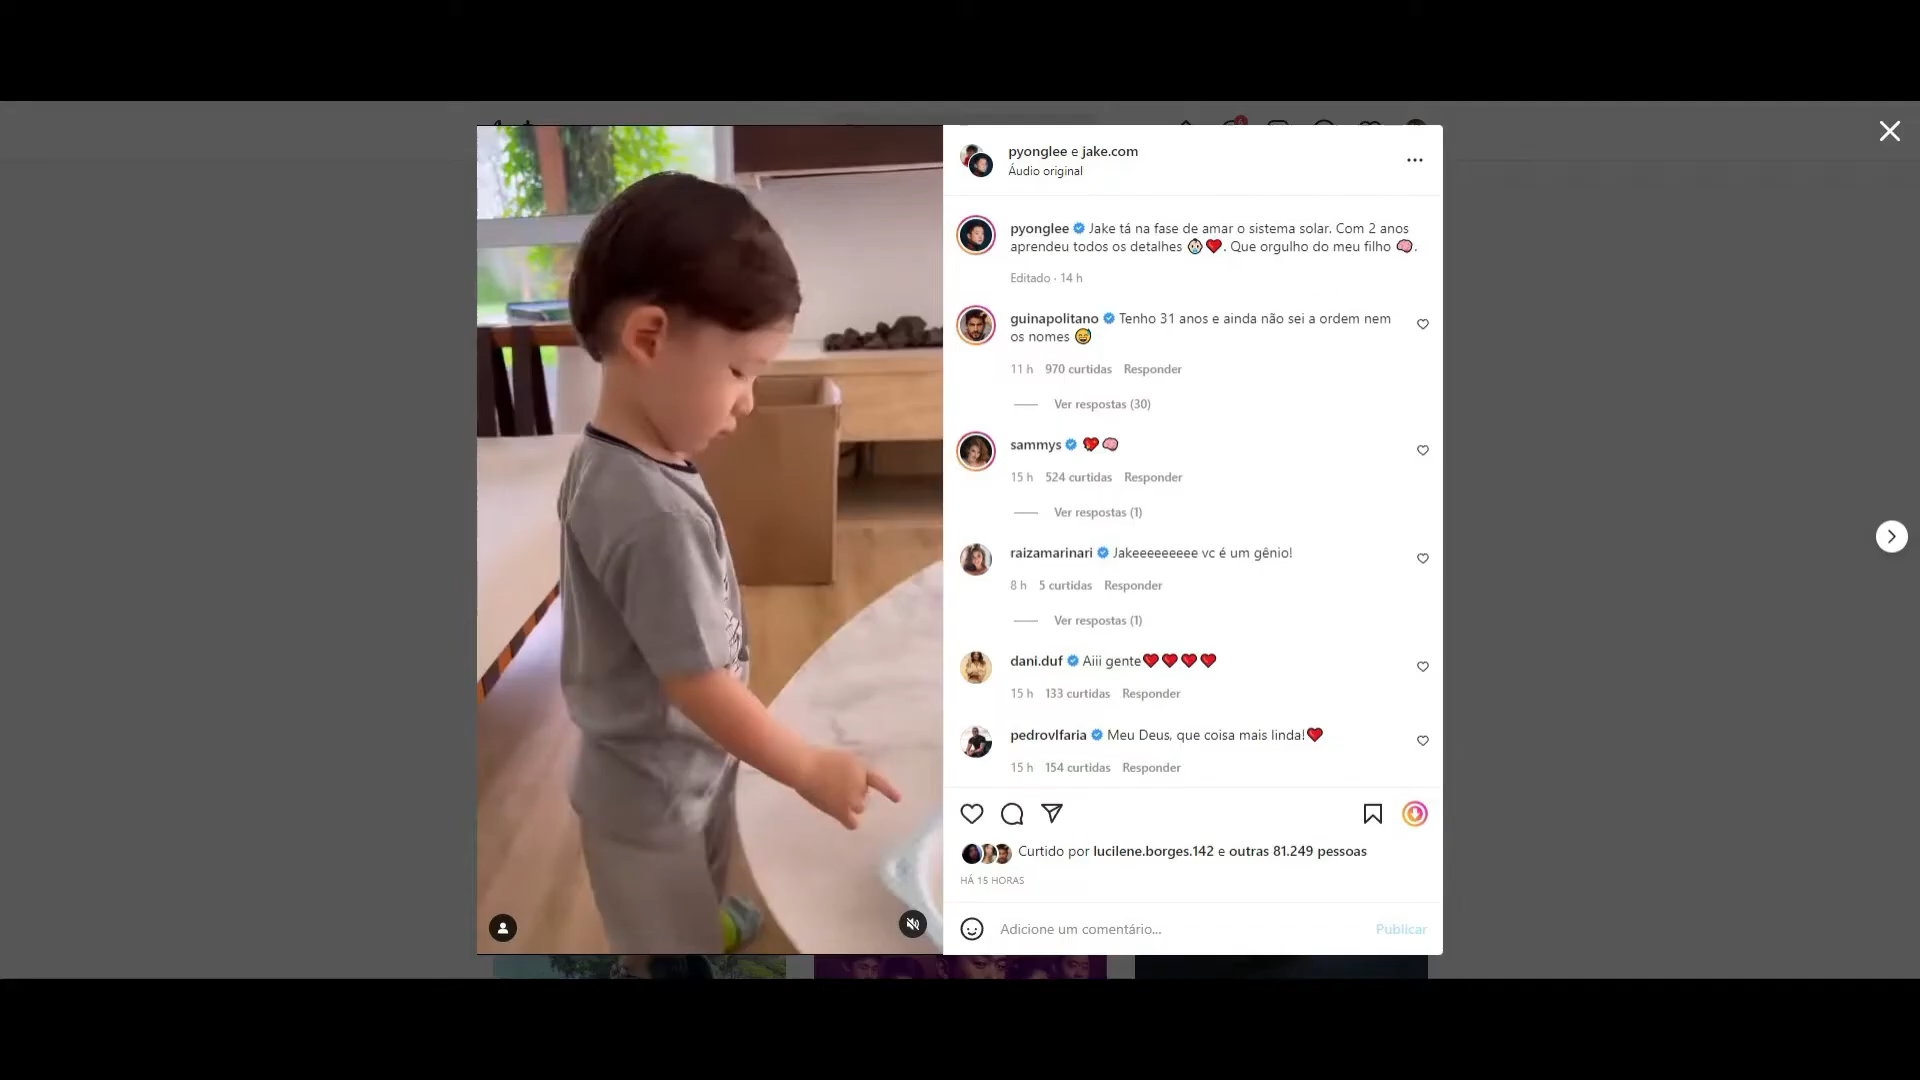 pyonglee e jake.com
Áudio original
pyonglee Jake tá na fase de amar o sistema solar. Com 2 anos
aprendeu todos os detalhes 👶🏻❤️. Que orgulho do meu filho 🧠.
Editado · 14 h
guinapolitano Tenho 31 anos e ainda não sei a ordem nem
os nomes 😅
11 h 970 curtidas Responder
Ver respostas (30)
sammys ❤️🧠
15 h 524 curtidas Responder
Ver respostas (1)
raizamarinari Jakeeeeeeeee vc é um gênio!
8 h 5 curtidas Responder
Ver respostas (1)
dani.duf Aiii gente❤️❤️❤️❤️
15 h 133 curtidas Responder
pedrovlfaria Meu Deus, que coisa mais linda!❤️
15 h 154 curtidas Responder
Curtido por lucilene.borges.142 e outras 81.249 pessoas
HÁ 15 HORAS
Adicione um comentário...
Publicar